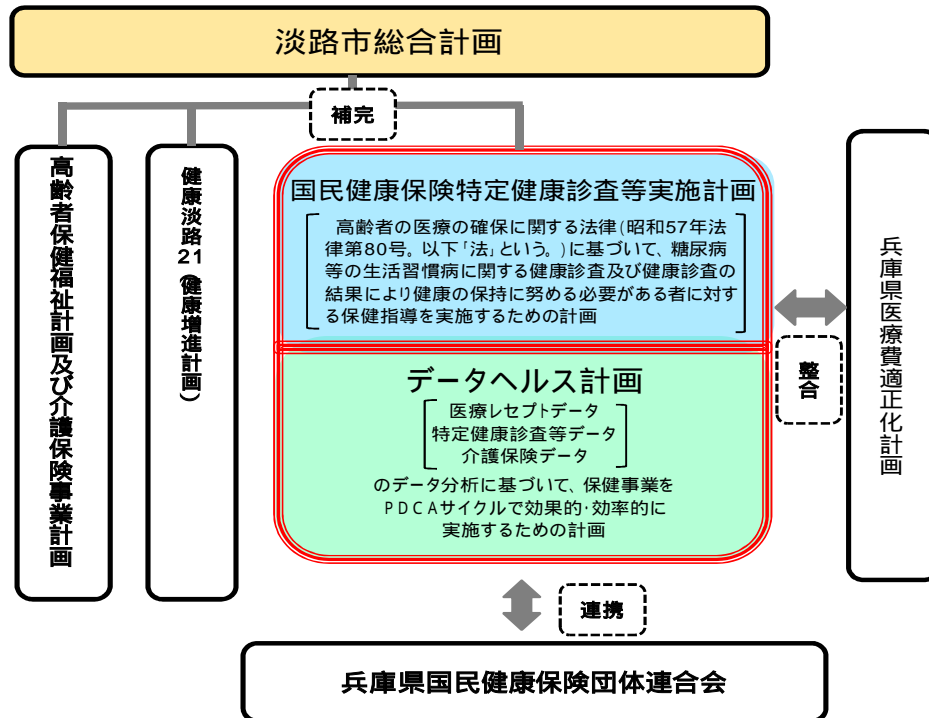 淡路市総合計画
補完
高齢者保健福祉計画及び介護保険事業計画
健康淡路21(健康増進計画)
国民健康保険特定健康診査等実施計画
高齢者の医療の確保に関する法律(昭和57年法
律第80号。以下「法」という。)に基づいて、糖尿病
等の生活習慣病に関する健康診査及び健康診査の
結果により健康の保持に努める必要がある者に対す
る保健指導を実施するための計画
データヘルス計画
医療レセプトデータ
特定健康診査等データ
介護保険データ
のデータ分析に基づいて、保健事業を
PDCAサイクルで効果的・効率的に
実施するための計画
整合
兵庫県医療費適正化計画
連携
兵庫県国民健康保険団体連合会